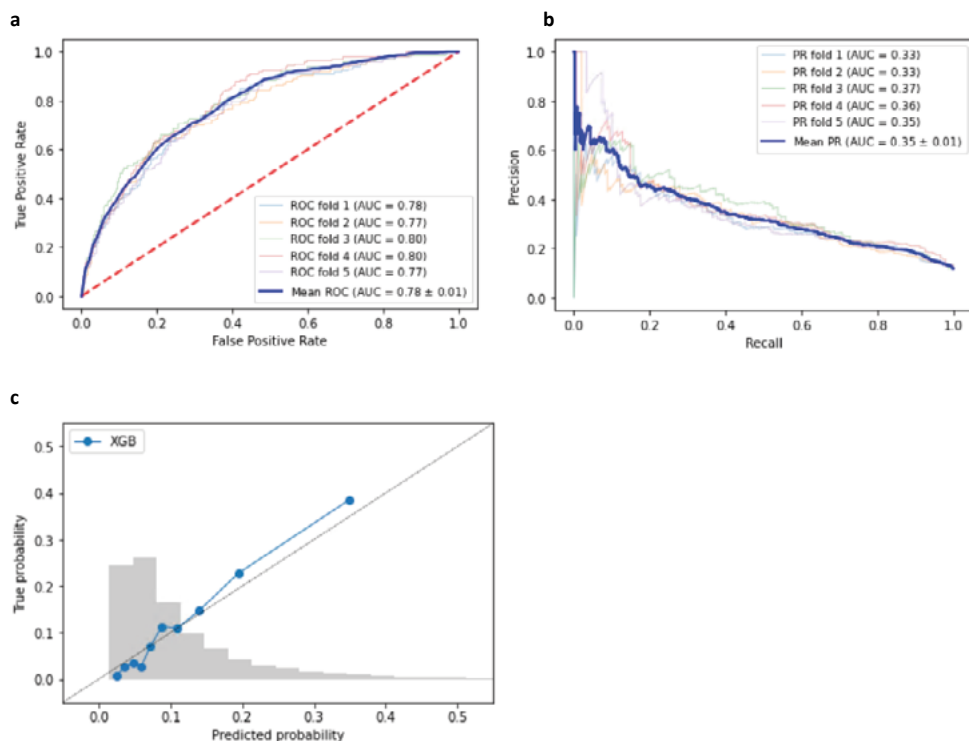 a
1.0
0.8
0.6
0.4
0.2
0.0
True Positive Rate
ROC fold 1 (AUC = 0.78)
ROC fold 2 (AUC = 0.77)
ROC fold 3 (AUC = 0.80)
ROC fold 4 (AUC = 0.80)
ROC fold 5 (AUC = 0.77)
Mean ROC (AUC = 0.78 ± 0.01)
0.0 0.2 0.4 0.6 0.8 1.0
False Positive Rate
b
1.0
0.8
0.6
0.4
0.2
0.0
Precision
PR fold 1 (AUC = 0.33)
PR fold 2 (AUC = 0.33)
PR fold 3 (AUC = 0.37)
PR fold 4 (AUC = 0.36)
PR fold 5 (AUC = 0.35)
Mean PR (AUC = 0.35 ± 0.01)
0.0 0.2 0.4 0.6 0.8 1.0
Recall
c
XGB
0.5
0.4
0.3
0.2
0.1
0.0
True probability
0.0 0.1 0.2 0.3 0.4 0.5
Predicted probability